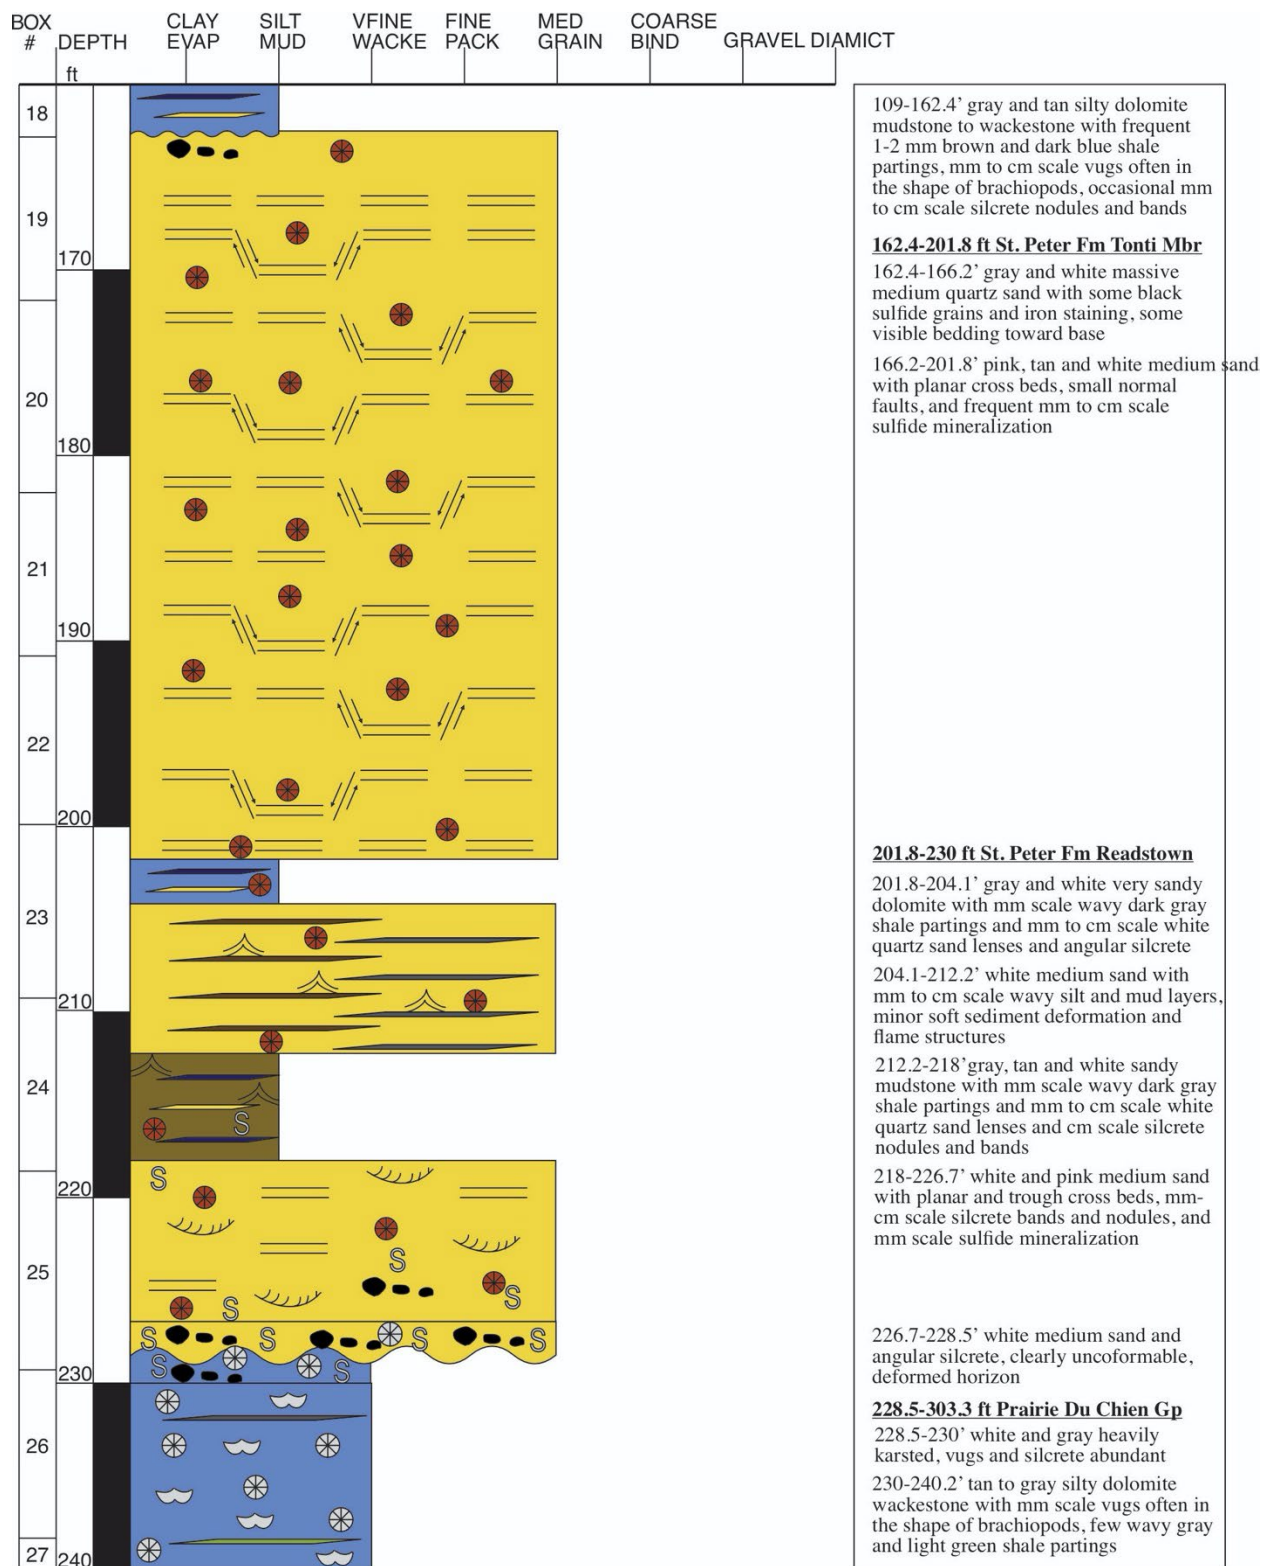 BOX
#
DEPTH
ft
CLAY
EVAP
SILT
MUD
VFINE
WACKE
FINE
PACK
MED
GRAIN
COARSE
BIND
GRAVEL DIAMICT
18
19
170
20
180
21
190
22
200
23
210
24
220
25
230
26
27
240
S
S
S
S
S
S
S
S
S
S
S
S
109-162.4’ gray and tan silty dolomite
mudstone to wackestone with frequent
1-2 mm brown and dark blue shale
partings, mm to cm scale vugs often in
the shape of brachiopods, occasional mm
to cm scale silcrete nodules and bands
162.4-201.8 ft St. Peter Fm Tonti Mbr
162.4-166.2’ gray and white massive
medium quartz sand with some black
sulfide grains and iron staining, some
visible bedding toward base
166.2-201.8’ pink, tan and white medium sand
with planar cross beds, small normal
faults, and frequent mm to cm scale
sulfide mineralization
201.8-230 ft St. Peter Fm Readstown
201.8-204.1’ gray and white very sandy
dolomite with mm scale wavy dark gray
shale partings and mm to cm scale white
quartz sand lenses and angular silcrete
204.1-212.2’ white medium sand with
mm to cm scale wavy silt and mud layers,
minor soft sediment deformation and
flame structures
212.2-218’gray, tan and white sandy
mudstone with mm scale wavy dark gray
shale partings and mm to cm scale white
quartz sand lenses and cm scale silcrete
nodules and bands
218-226.7’ white and pink medium sand
with planar and trough cross beds, mm-
cm scale silcrete bands and nodules, and
mm scale sulfide mineralization
226.7-228.5’ white medium sand and
angular silcrete, clearly uncoformable,
deformed horizon
228.5-303.3 ft Prairie Du Chien Gp
228.5-230’ white and gray heavily
karsted, vugs and silcrete abundant
230-240.2’ tan to gray silty dolomite
wackestone with mm scale vugs often in
the shape of brachiopods, few wavy gray
and light green shale partings